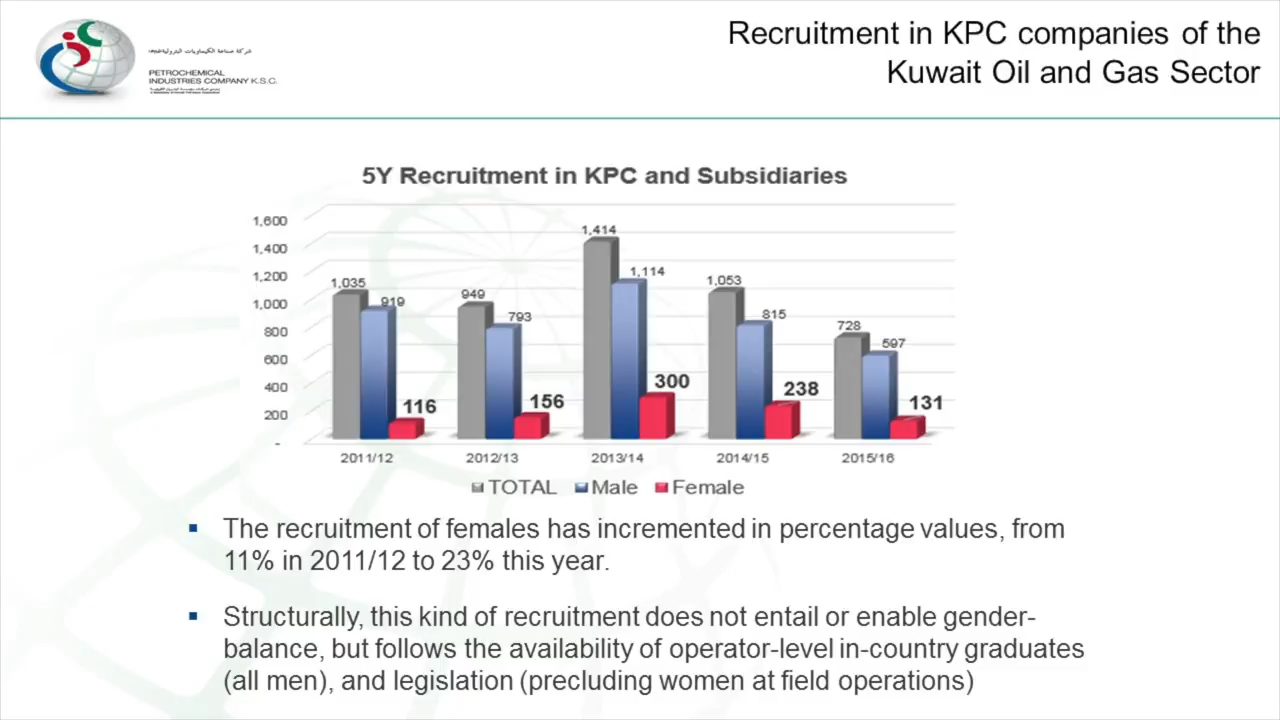 Recruitment in KPC companies of the
Kuwait Oil and Gas Sector
شركة صناعة الكيماويات البترولية
PETROCHEMICAL
INDUSTRIES COMPANY K.S.C.
5Y Recruitment in KPC and Subsidiaries
1,600
1,400
1,200
1,000
800
600
400
200
-
1,035
919
116
949
793
156
1,414
1,114
300
1,053
815
238
728
597
131
2011/12
2012/13
2013/14
2014/15
2015/16
TOTAL Male Female
▪ The recruitment of females has incremented in percentage values, from
11% in 2011/12 to 23% this year.
▪ Structurally, this kind of recruitment does not entail or enable gender-
balance, but follows the availability of operator-level in-country graduates
(all men), and legislation (precluding women at field operations)